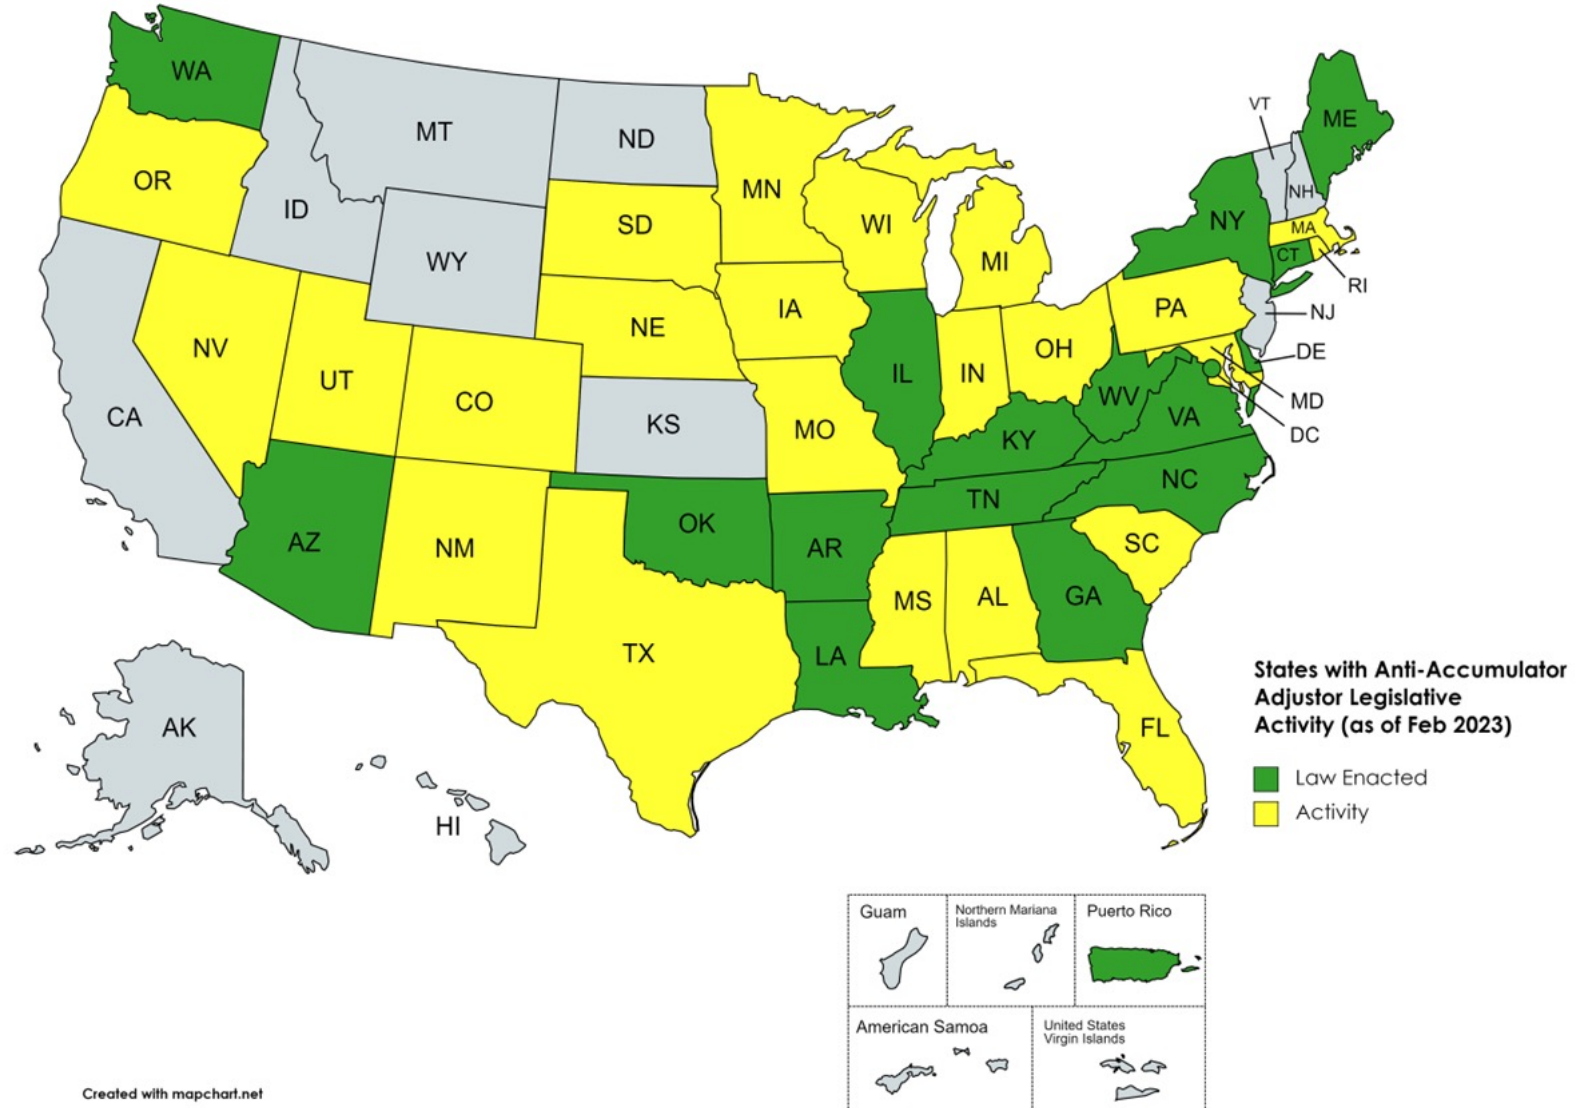 WA
MT
ND
MN
VT
ME
OR
ID
SD
WI
NH
NY
MA
WY
MI
CT
RI
NE
IA
PA
NJ
NV
UT
CO
IL
IN
OH
DE
MD
CA
KS
MO
WV
VA
DC
KY
NC
TN
AZ
NM
OK
AR
SC
MS
AL
GA
TX
LA
States with Anti-Accumulator
Adjustor Legislative
Activity (as of Feb 2023)
AK
FL
Law Enacted
Activity
HI
Guam
Northern Mariana
Islands
Puerto Rico
American Samoa
United States
Virgin Islands
Created with mapchart.net